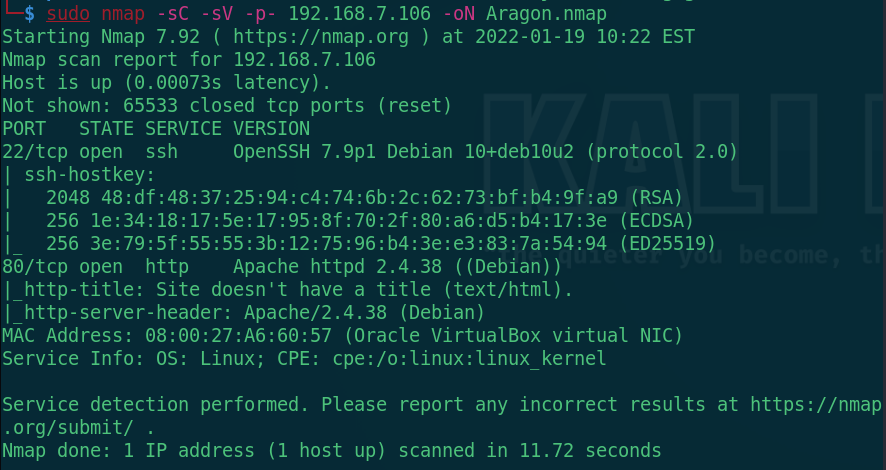 └─$ sudo nmap -sC -sV -p- 192.168.7.106 -oN Aragon.nmap
Starting Nmap 7.92 ( https://nmap.org ) at 2022-01-19 10:22 EST
Nmap scan report for 192.168.7.106
Host is up (0.00073s latency).
Not shown: 65533 closed tcp ports (reset)
PORT   STATE SERVICE VERSION
22/tcp open  ssh     OpenSSH 7.9p1 Debian 10+deb10u2 (protocol 2.0)
| ssh-hostkey:
|   2048 48:df:48:37:25:94:c4:74:6b:2c:62:73:bf:b4:9f:a9 (RSA)
|   256 1e:34:18:17:5e:17:95:8f:70:2f:80:a6:d5:b4:17:3e (ECDSA)
|_  256 3e:79:5f:55:55:3b:12:75:96:b4:3e:e3:83:7a:54:94 (ED25519)
80/tcp open  http    Apache httpd 2.4.38 ((Debian))
|_http-title: Site doesn't have a title (text/html).
|_http-server-header: Apache/2.4.38 (Debian)
MAC Address: 08:00:27:A6:60:57 (Oracle VirtualBox virtual NIC)
Service Info: OS: Linux; CPE: cpe:/o:linux:linux_kernel
Service detection performed. Please report any incorrect results at https://nmap
.org/submit/ .
Nmap done: 1 IP address (1 host up) scanned in 11.72 seconds
KALI
the quieter you become, th